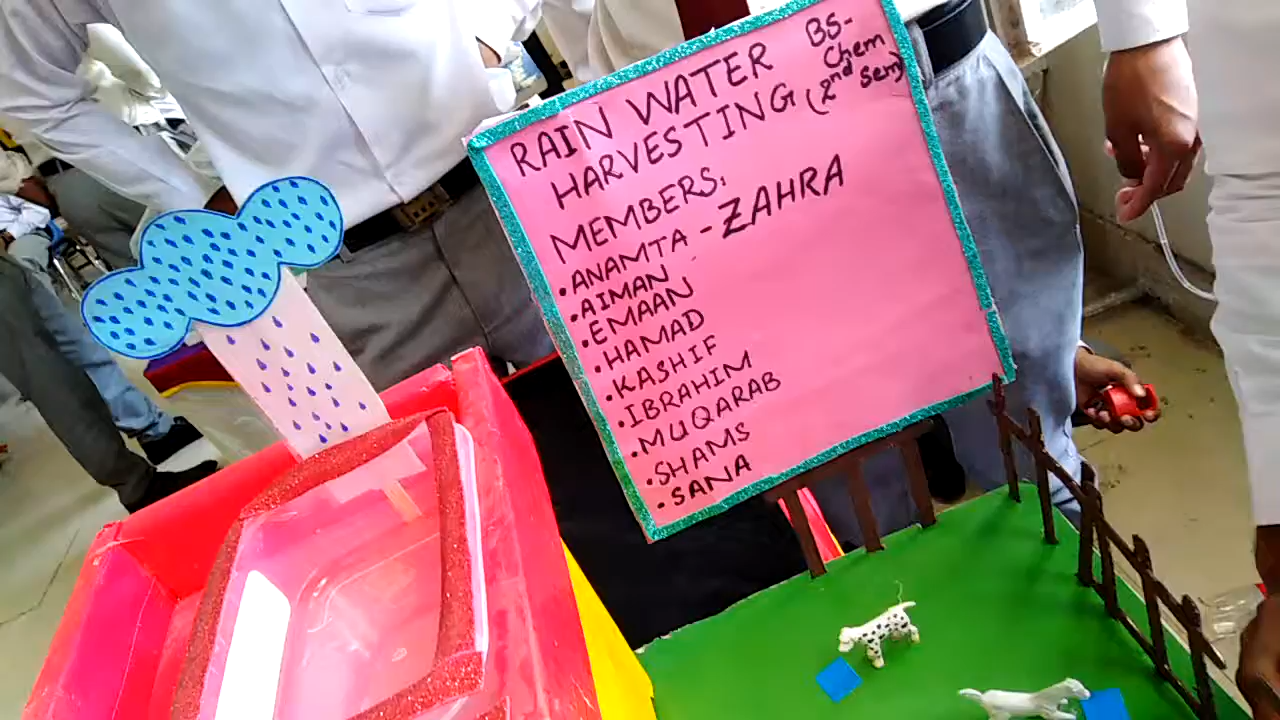 RAIN WATER
HARVESTING
BS-
Chem
(2nd Sem)
MEMBERS:
• ANAMTA - ZAHRA
• AIMAN
• EMAAN
• HAMAD
• KASHIF
• IBRAHIM
• MUQARAB
• SHAMS
• SANA